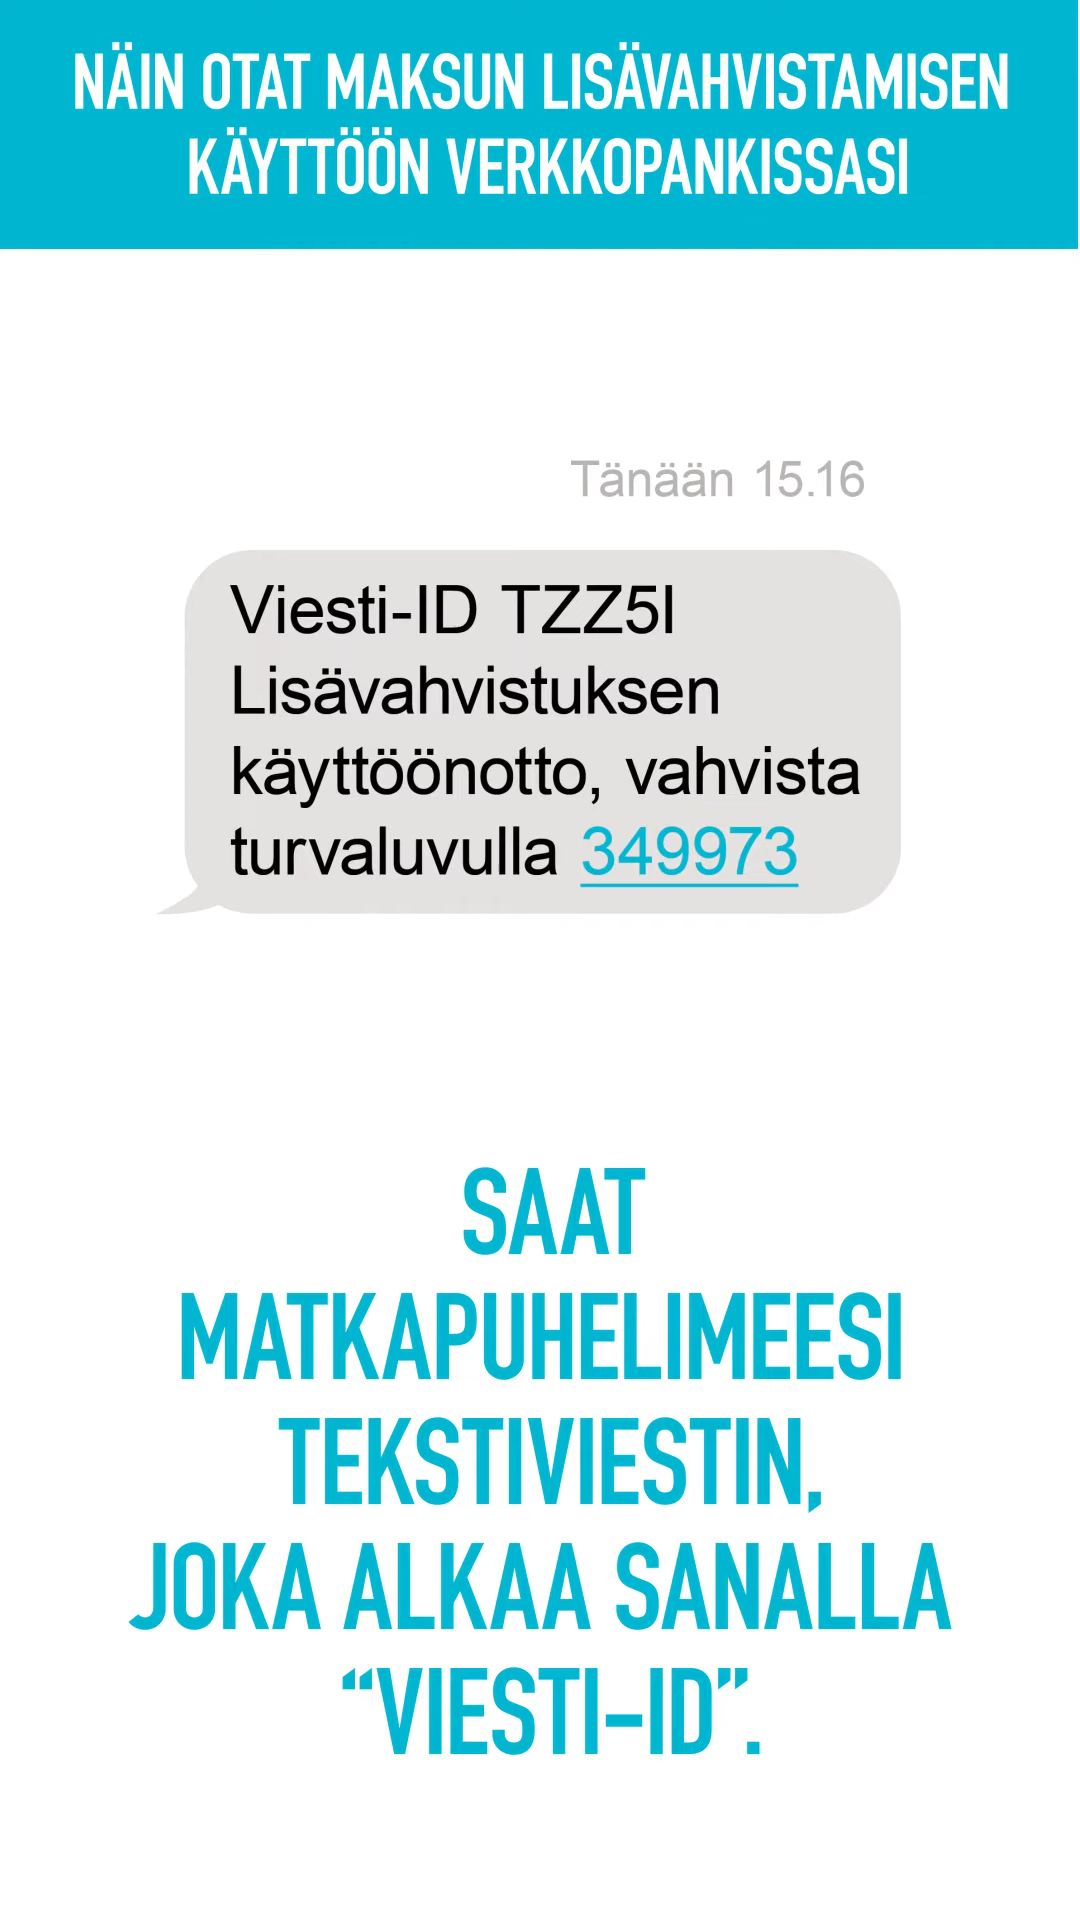 NÄIN OTAT MAKSUN LISÄVAHVISTAMISEN
KÄYTTÖÖN VERKKOPANKISSASI
Tänään 15.16
Viesti-ID TZZ5I
Lisävahvistuksen
käyttöönotto, vahvista
turvaluvulla 349973
SAAT
MATKAPUHELIMEESI
TEKSTIVIESTIN,
JOKA ALKAA SANALLA
“VIESTI-ID”.